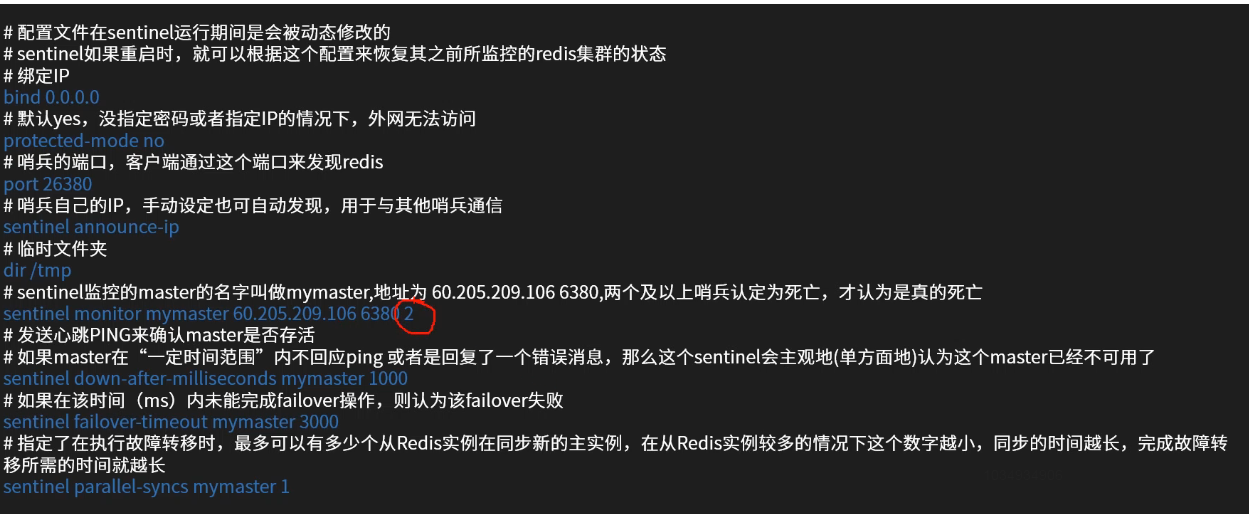 # 配置文件在sentinel运行期间是会被动态修改的
# sentinel如果重启时，就可以根据这个配置来恢复其之前所监控的redis集群的状态
# 绑定IP
bind 0.0.0.0
# 默认yes，没指定密码或者指定IP的情况下，外网无法访问
protected-mode no
# 哨兵的端口，客户端通过这个端口来发现redis
port 26380
# 哨兵自己的IP，手动设定也可自动发现，用于与其他哨兵通信
sentinel announce-ip
# 临时文件夹
dir /tmp
# sentinel监控的master的名字叫做mymaster,地址为 60.205.209.106 6380,两个及以上哨兵认定为死亡，才认为是真的死亡
sentinel monitor mymaster 60.205.209.106 6380 2
# 发送心跳PING来确认master是否存活
# 如果master在“一定时间范围”内不回应ping 或者是回复了一个错误消息，那么这个sentinel会主观地(单方面地)认为这个master已经不可用了
sentinel down-after-milliseconds mymaster 1000
# 如果在该时间（ms）内未能完成failover操作，则认为该failover失败
sentinel failover-timeout mymaster 3000
# 指定了在执行故障转移时，最多可以有多少个从Redis实例在同步新的主实例，在从Redis实例较多的情况下这个数字越小，同步的时间越长，完成故障转
移所需的时间就越长
sentinel parallel-syncs mymaster 1